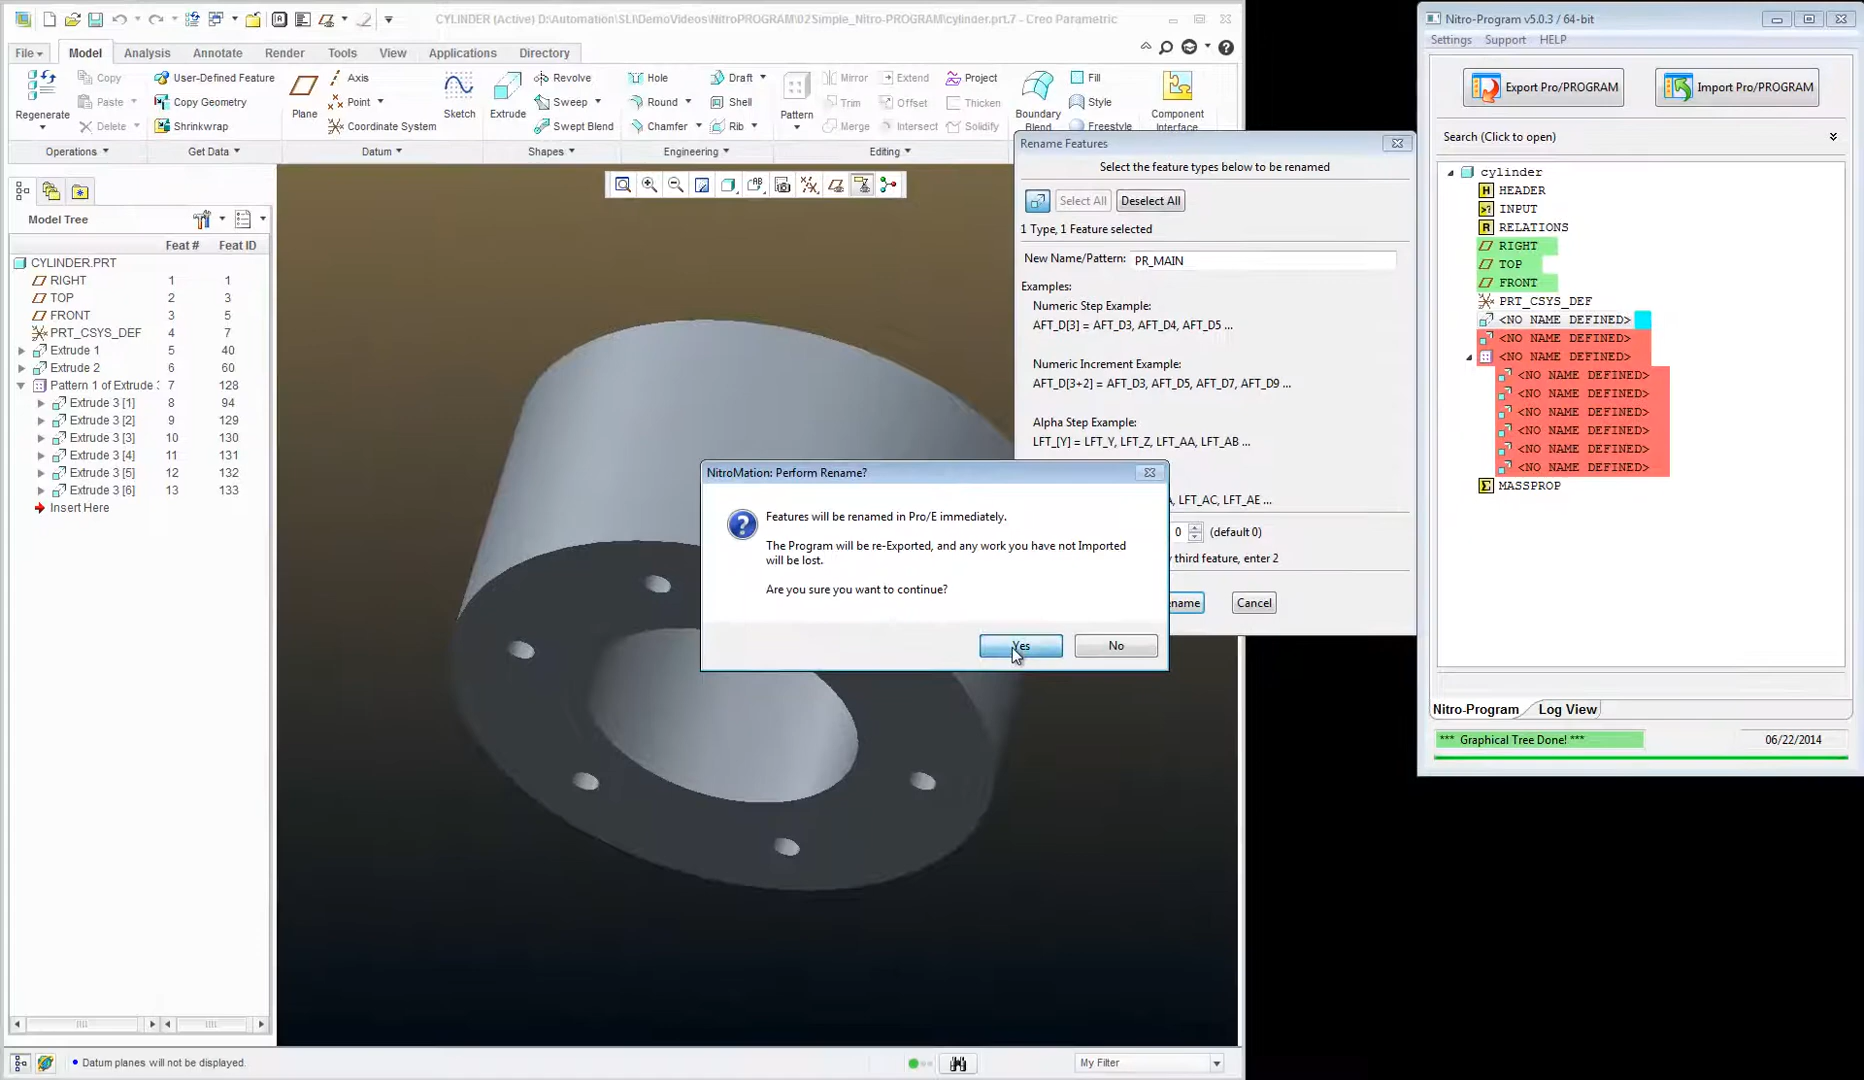 CYLINDER (Active) D:\Automation\SLI\DemoVideos\NitroPROGRAM\02Simple_Nitro-PROGRAM\cylinder.prt.7 - Creo Parametric
File
Model
Analysis
Annotate
Render
Tools
View
Applications
Directory
Regenerate
Copy
Paste
Delete
User-Defined Feature
Copy Geometry
Shrinkwrap
Plane
Axis
Point
Coordinate System
Sketch
Extrude
Revolve
Sweep
Swept Blend
Hole
Round
Chamfer
Draft
Shell
Rib
Pattern
Mirror
Trim
Merge
Extend
Offset
Intersect
Project
Thicken
Solidify
Boundary
Blend
Fill
Style
Freestyle
Component
Interface
Operations
Get Data
Datum
Shapes
Engineering
Editing
Model Tree
Feat # Feat ID
CYLINDER.PRT
RIGHT 1 1
TOP 2 3
FRONT 3 5
PRT_CSYS_DEF 4 7
Extrude 1 5 40
Extrude 2 6 60
Pattern 1 of Extrude 7 128
Extrude 3 [1] 8 94
Extrude 3 [2] 9 129
Extrude 3 [3] 10 130
Extrude 3 [4] 11 131
Extrude 3 [5] 12 132
Extrude 3 [6] 13 133
Insert Here
Rename Features
Select the feature types below to be renamed
Select All
Deselect All
1 Type, 1 Feature selected
New Name/Pattern: PR_MAIN
Examples:
Numeric Step Example:
AFT_D[3] = AFT_D3, AFT_D4, AFT_D5 ...
Numeric Increment Example:
AFT_D[3+2] = AFT_D3, AFT_D5, AFT_D7, AFT_D9 ...
Alpha Step Example:
LFT_[Y] = LFT_Y, LFT_Z, LFT_AA, LFT_AB ...
, LFT_AC, LFT_AE ...
0 (default 0)
third feature, enter 2
ename
Cancel
NitroMation: Perform Rename?
Features will be renamed in Pro/E immediately.
The Program will be re-Exported, and any work you have not Imported
will be lost.
Are you sure you want to continue?
Yes
No
Nitro-Program v5.0.3 / 64-bit
Settings
Support
HELP
Export Pro/PROGRAM
Import Pro/PROGRAM
Search (Click to open)
cylinder
HEADER
INPUT
RELATIONS
RIGHT
TOP
FRONT
PRT_CSYS_DEF
<NO NAME DEFINED>
<NO NAME DEFINED>
<NO NAME DEFINED>
<NO NAME DEFINED>
<NO NAME DEFINED>
<NO NAME DEFINED>
<NO NAME DEFINED>
<NO NAME DEFINED>
<NO NAME DEFINED>
MASSPROP
Nitro-Program
Log View
*** Graphical Tree Done! ***
06/22/2014
Datum planes will not be displayed.
My Filter